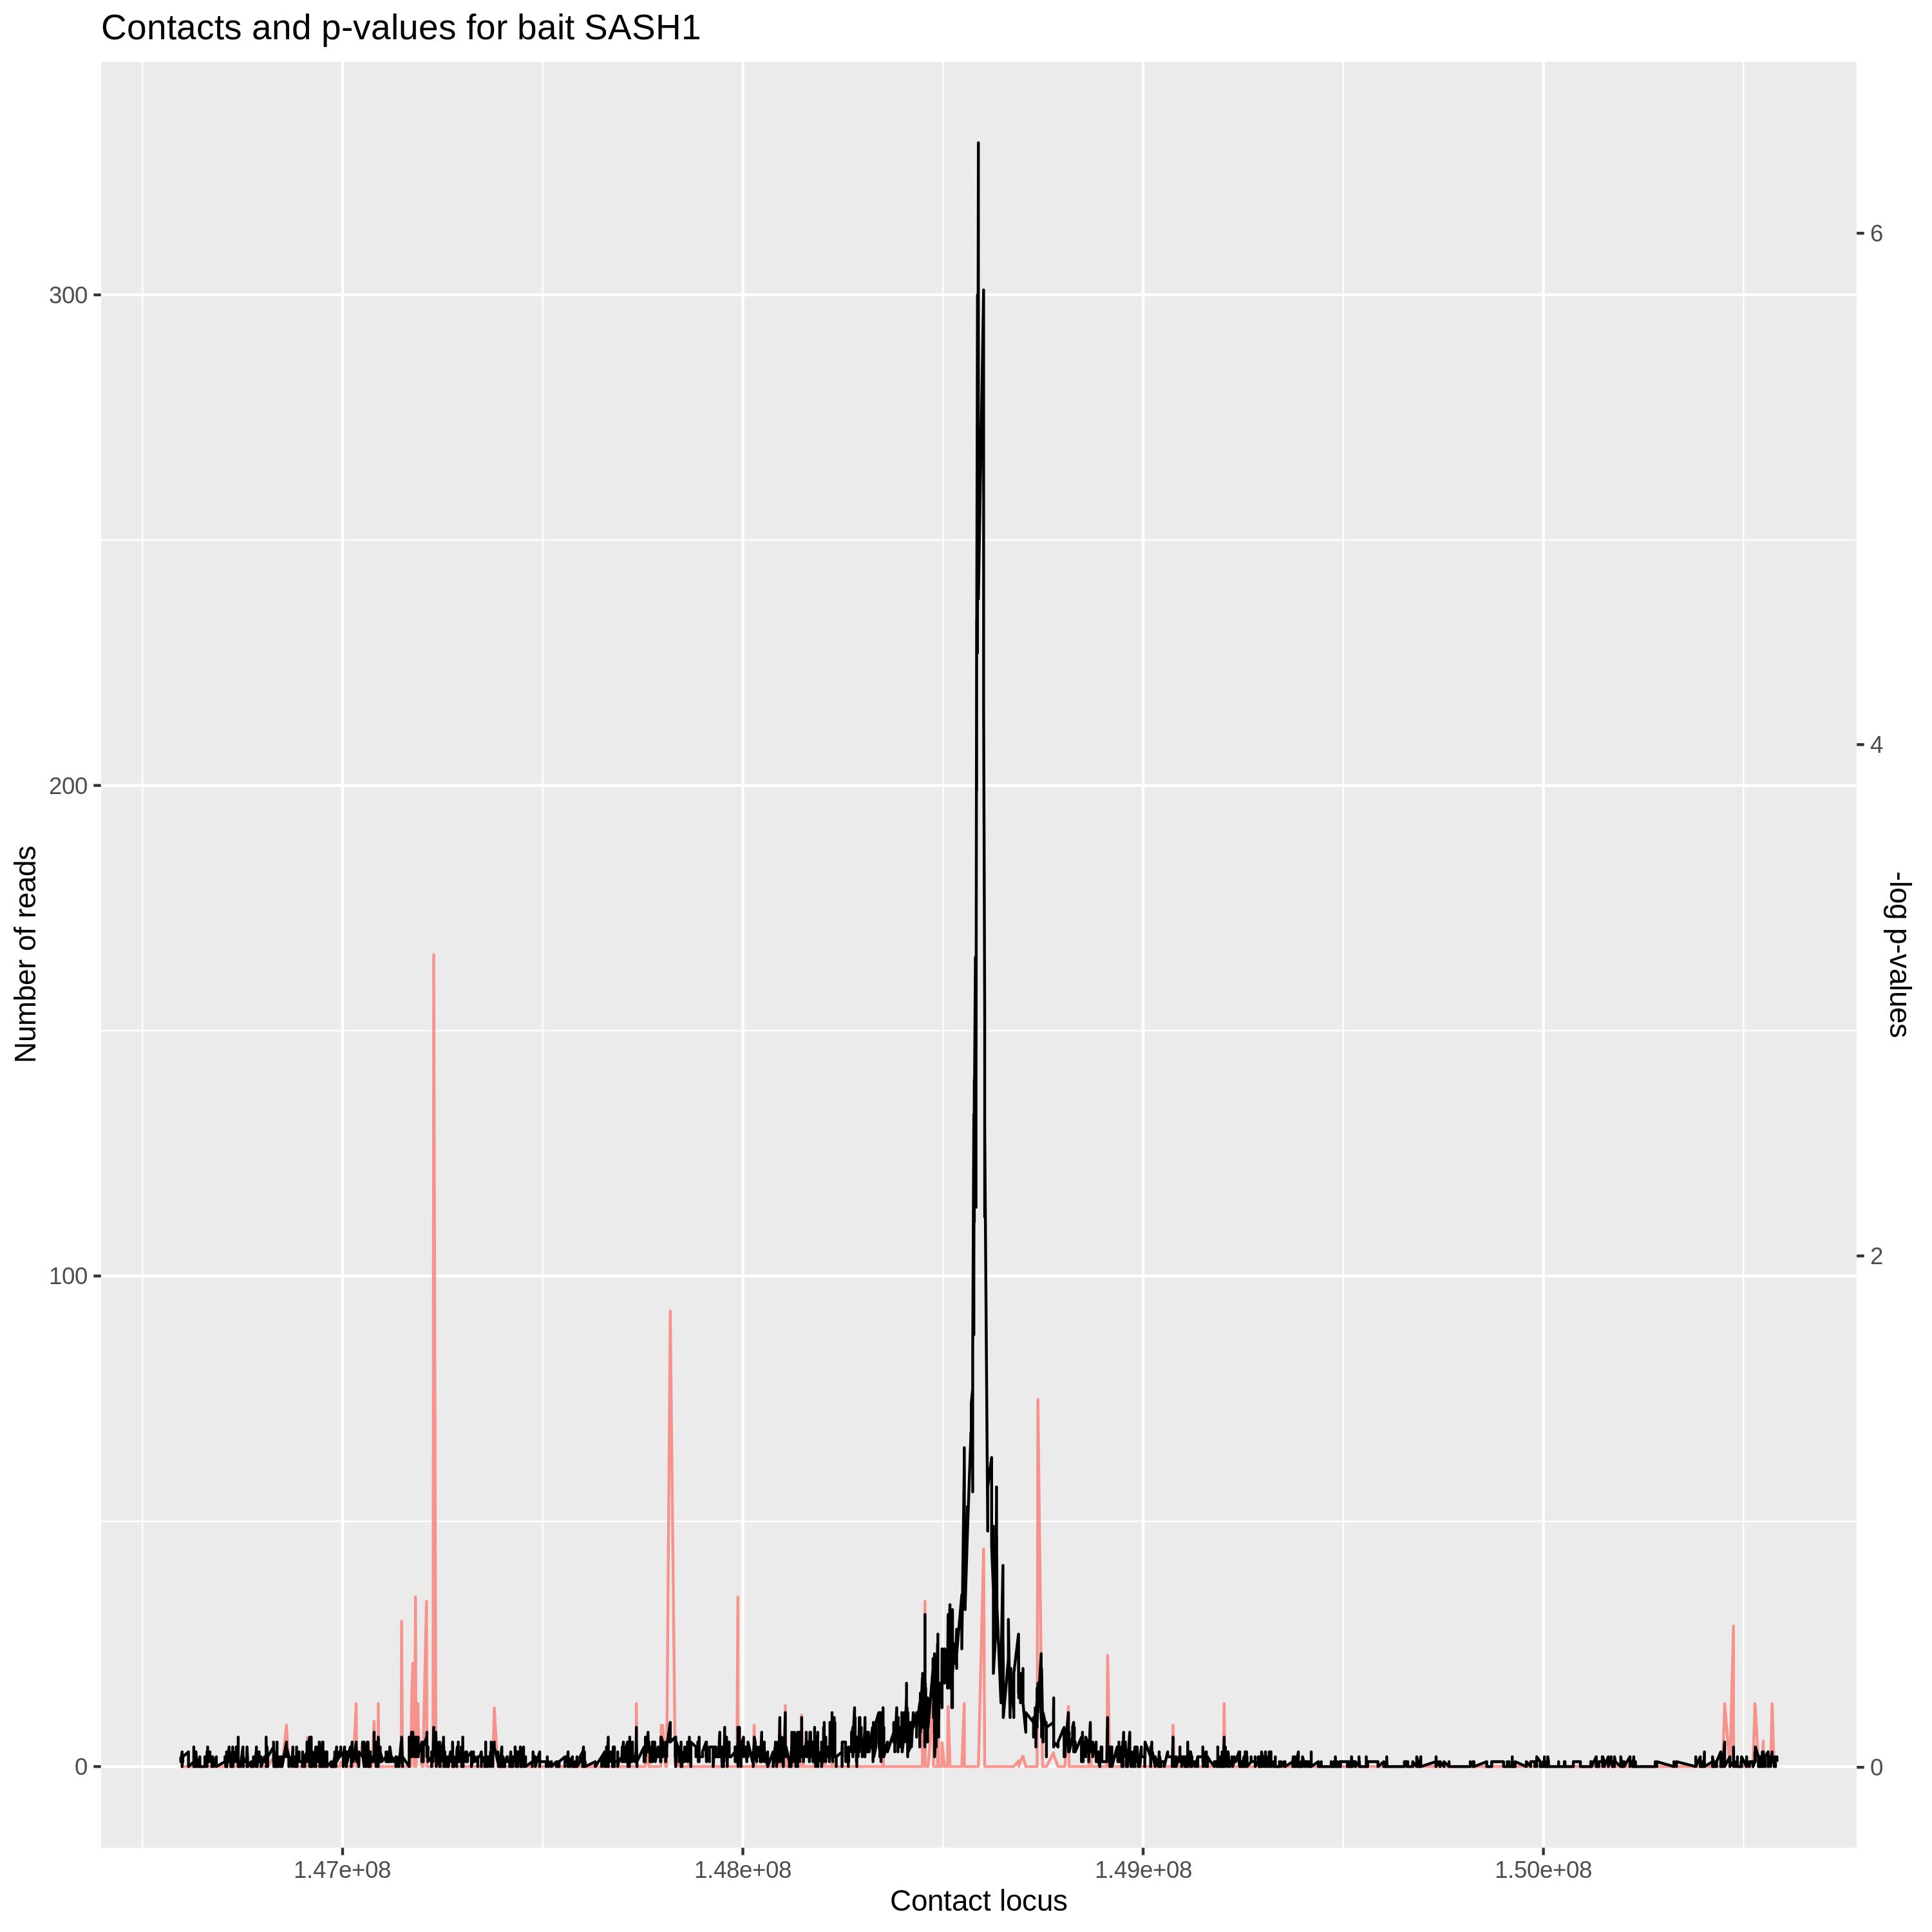 Contacts and p-values for bait SASH1
Number of reads
300
200
100
0
6
4
2
0
-log p-values
1.47e+08
1.48e+08
1.49e+08
1.50e+08
Contact locus